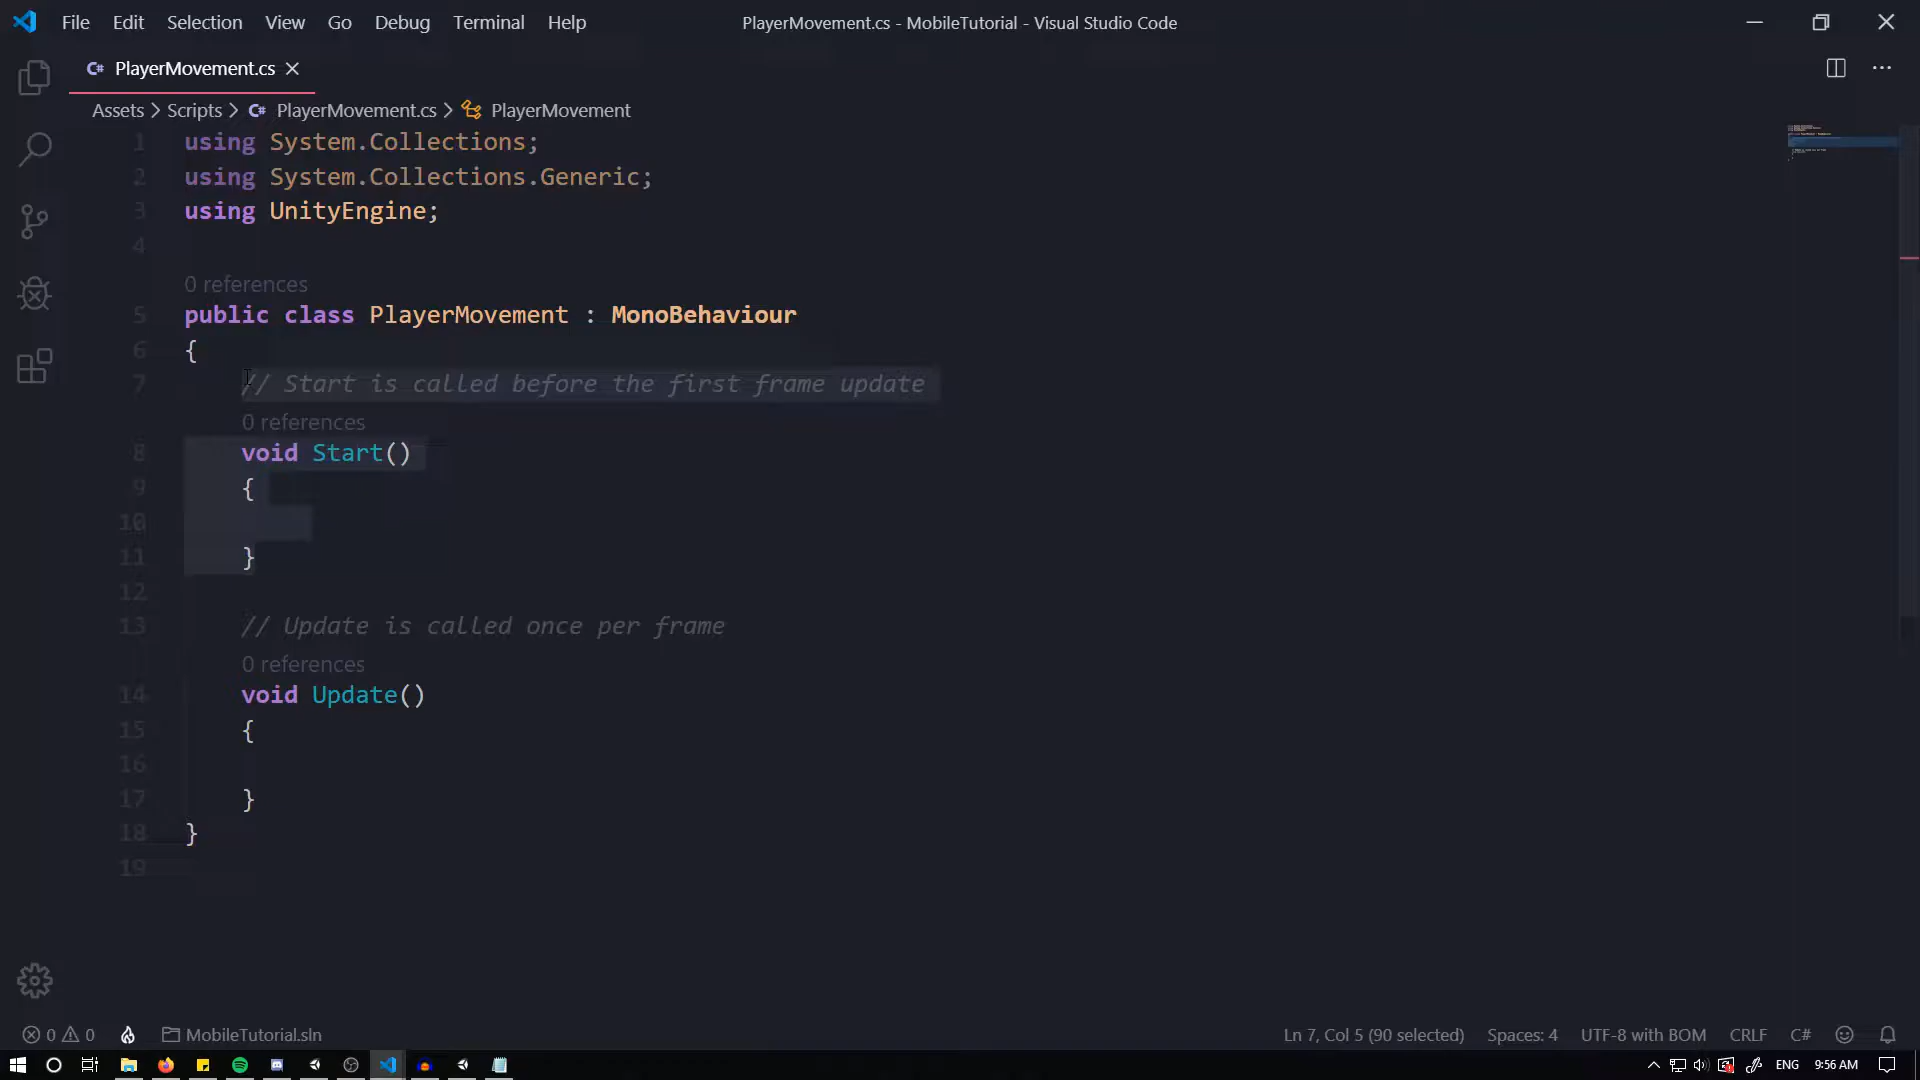 File Edit Selection View Go Debug Terminal Help
PlayerMovement.cs - MobileTutorial - Visual Studio Code
C# PlayerMovement.cs
Assets > Scripts > C# PlayerMovement.cs > PlayerMovement
1 using System.Collections;
2 using System.Collections.Generic;
3 using UnityEngine;
4
0 references
5 public class PlayerMovement : MonoBehaviour
6 {
7 // Start is called before the first frame update
0 references
8 void Start()
9 {
10
11 }
12
13 // Update is called once per frame
0 references
14 void Update()
15 {
16
17 }
18 }
19
0 0 MobileTutorial.sln Ln 7, Col 5 (90 selected) Spaces: 4 UTF-8 with BOM CRLF C#
ENG 9:56 AM